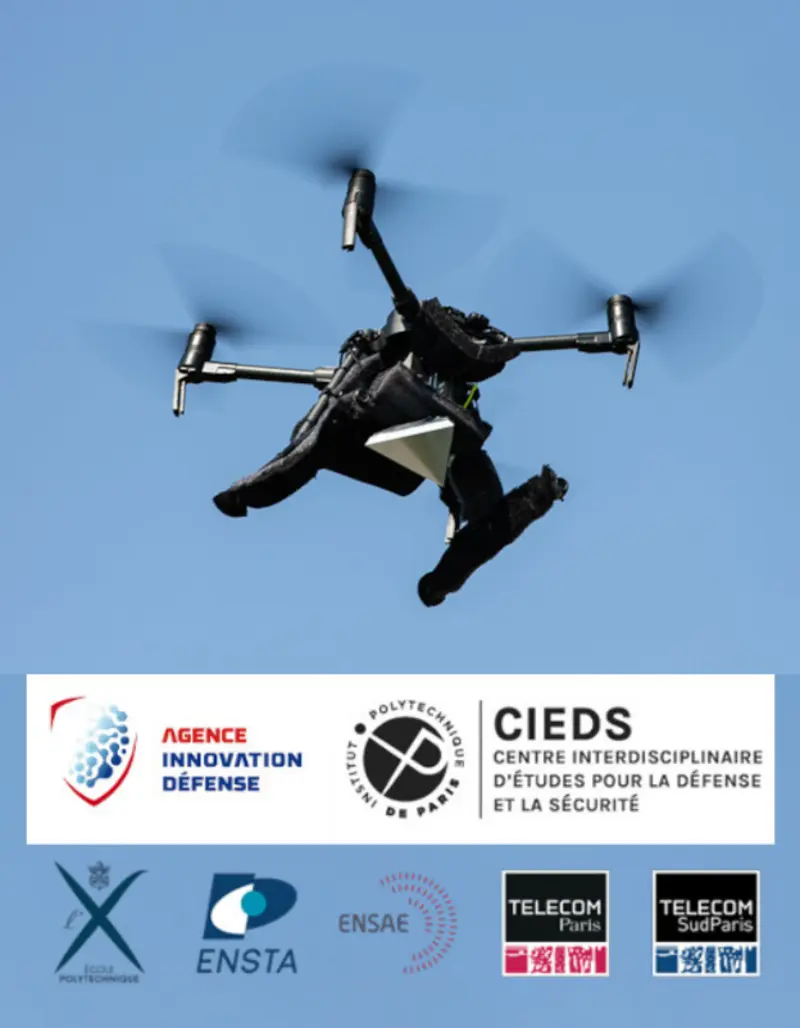 AGENCE
INNOVATION
DÉFENSE
INSTITUT POLYTECHNIQUE DE PARIS
CIEDS
CENTRE INTERDISCIPLINAIRE
D'ÉTUDES POUR LA DÉFENSE
ET LA SÉCURITÉ
l'X
ÉCOLE
POLYTECHNIQUE
ENSTA
ENSAE
TELECOM
Paris
TELECOM
SudParis